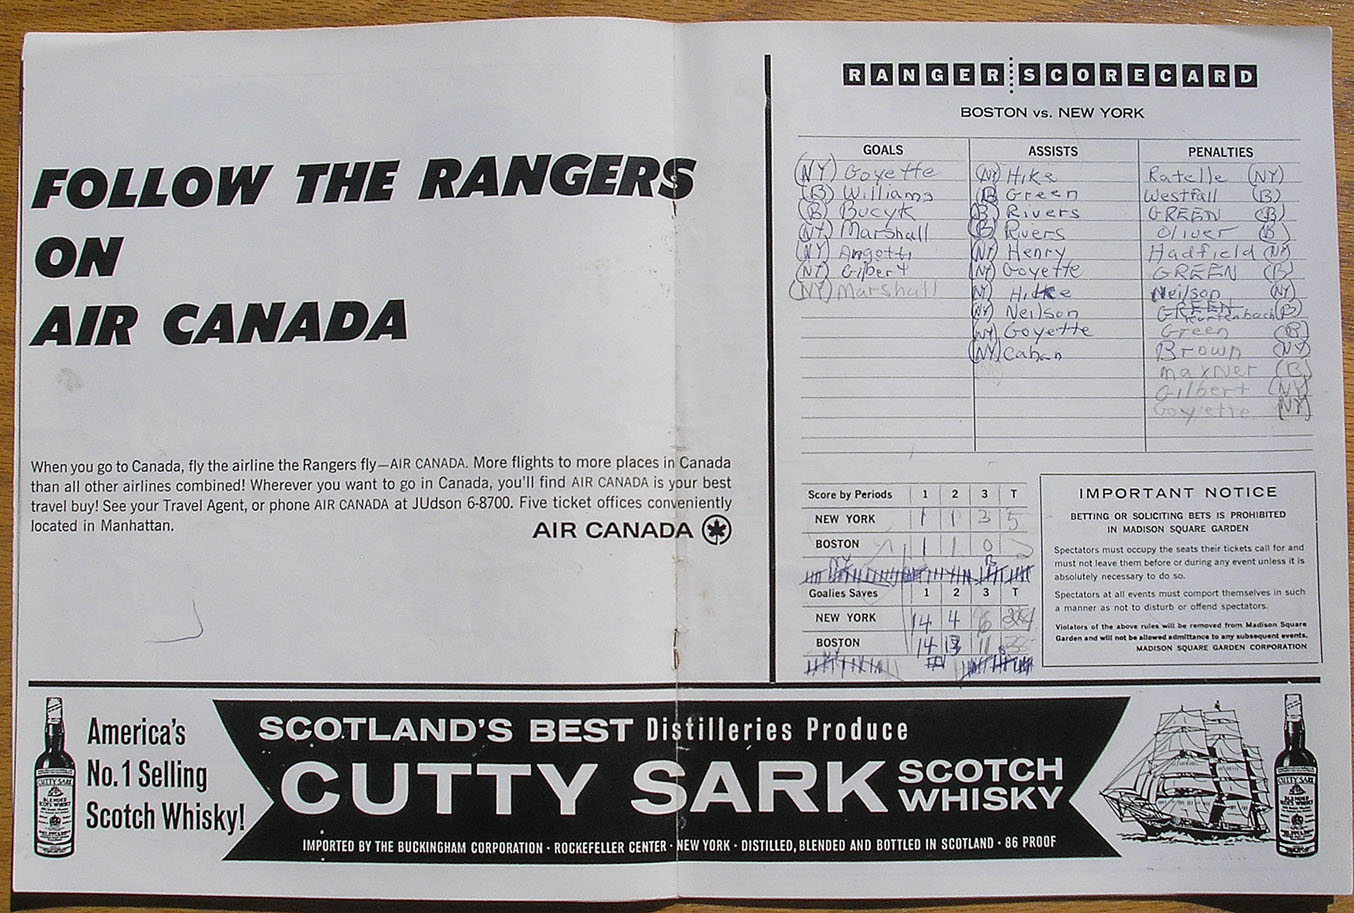 FOLLOW THE RANGERS
ON
AIR CANADA
When you go to Canada, fly the airline the Rangers fly—AIR CANADA. More flights to more places in Canada
than all other airlines combined! Wherever you want to go in Canada, you'll find AIR CANADA is your best
travel buy! See your Travel Agent, or phone AIR CANADA at JUdson 6-8700. Five ticket offices conveniently
located in Manhattan.
AIR CANADA
RANGER SCORECARD
BOSTON vs. NEW YORK
GOALS ASSISTS PENALTIES
(NY) Goyette (NY) Hike Ratelle (NY)
(B) Williams (B) Green Westfall (B)
(B) Bucyk (B) Rivers GREEN (B)
(NY) Marshall (B) Rivers Oliver (B)
(NY) Angotti (NY) Henry Hadfield (NY)
(NY) Gilbert (NY) Goyette GREEN (B)
(NY) Marshall (NY) Hicke Neilson (NY)
(NY) Neilson GREEN Kurtenbach (B)
(NY) Goyette Green (B)
(NY) Cahan Brown (NY)
maxner (B)
Gilbert (NY)
Goyette (NY)
Score by Periods 1 2 3 T
NEW YORK 1 1 3 5
BOSTON 1 1 0 2
Goalies Saves 1 2 3 T
NEW YORK 14 4
BOSTON 14 13 11
IMPORTANT NOTICE
BETTING OR SOLICITING BETS IS PROHIBITED
IN MADISON SQUARE GARDEN
Spectators must occupy the seats their tickets call for and
must not leave them before or during any event unless it is
absolutely necessary to do so.
Spectators at all events must comport themselves in such
a manner as not to disturb or offend spectators.
Violators of the above rules will be removed from Madison Square
Garden and will not be allowed admittance to any subsequent events.
MADISON SQUARE GARDEN CORPORATION
America's
No. 1 Selling
Scotch Whisky!
SCOTLAND'S BEST Distilleries Produce
CUTTY SARK SCOTCH
WHISKY
IMPORTED BY THE BUCKINGHAM CORPORATION · ROCKEFELLER CENTER · NEW YORK · DISTILLED, BLENDED AND BOTTLED IN SCOTLAND · 86 PROOF
CUTTY SARK
CUTTY SARK